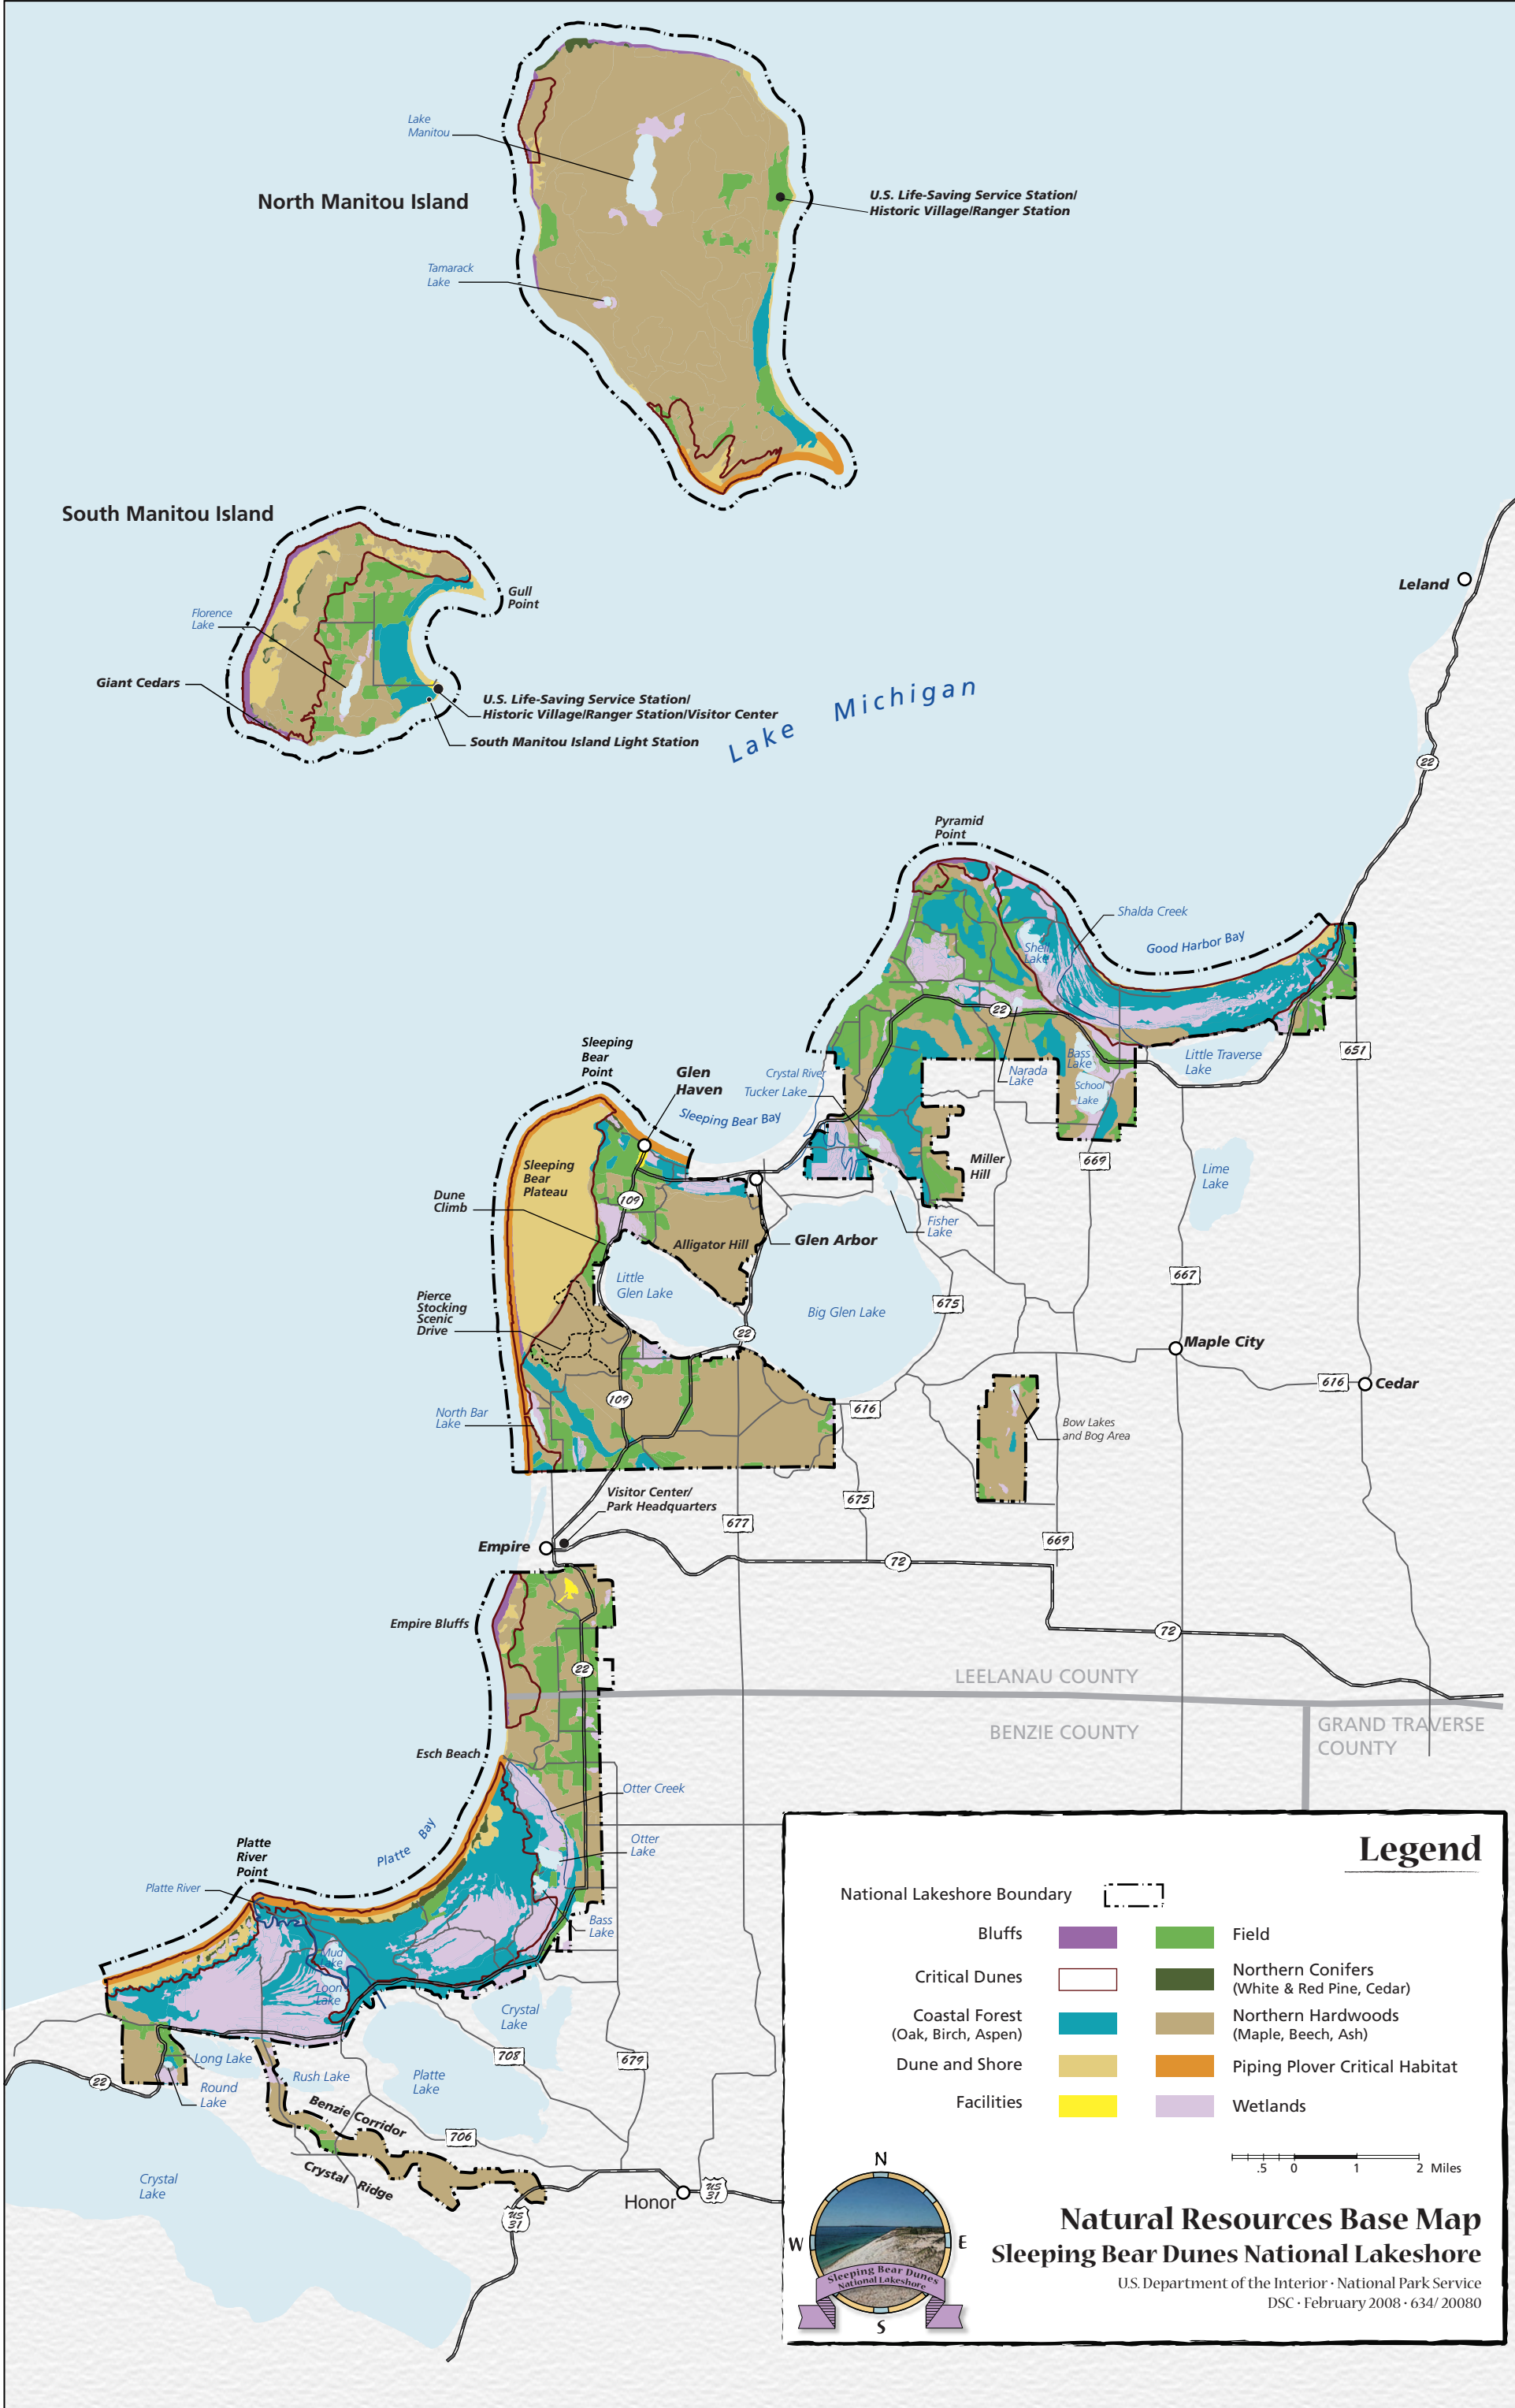 Lake
Manitou
North Manitou Island
U.S. Life-Saving Service Station/
Historic Village/Ranger Station
Tamarack
Lake
South Manitou Island
Gull
Point
Florence
Lake
Giant Cedars
U.S. Life-Saving Service Station/
Historic Village/Ranger Station/Visitor Center
South Manitou Island Light Station
Lake Michigan
Leland
22
Pyramid
Point
Shalda Creek
Good Harbor Bay
Shell
Lake
22
Sleeping
Bear
Point
Glen
Haven
Crystal River
Tucker Lake
Sleeping Bear Bay
Narada
Lake
Bass
Lake
School
Lake
Little Traverse
Lake
651
669
Miller
Hill
Lime
Lake
Sleeping
Bear
Plateau
Dune
Climb
109
Alligator Hill
Glen Arbor
Fisher
Lake
Little
Glen Lake
Big Glen Lake
667
675
Pierce
Stocking
Scenic
Drive
22
Maple City
616
Cedar
109
North Bar
Lake
616
Bow Lakes
and Bog Area
Visitor Center/
Park Headquarters
675
677
669
Empire
72
72
Empire Bluffs
22
LEELANAU COUNTY
BENZIE COUNTY
GRAND TRAVERSE
COUNTY
Esch Beach
Otter Creek
Otter
Lake
Platte Bay
Platte
River
Point
Platte River
Bass
Lake
Mud
Lake
Loon
Lake
Crystal
Lake
708
679
Long Lake
Rush Lake
Platte
Lake
22
Round
Lake
Benzie Corridor
706
Crystal Ridge
Crystal
Lake
Honor
US
31
US
31
Legend
National Lakeshore Boundary
Bluffs
Field
Critical Dunes
Northern Conifers
(White & Red Pine, Cedar)
Coastal Forest
(Oak, Birch, Aspen)
Northern Hardwoods
(Maple, Beech, Ash)
Dune and Shore
Piping Plover Critical Habitat
Facilities
Wetlands
.5 0 1 2 Miles
N
W
E
S
Sleeping Bear Dunes
National Lakeshore
Natural Resources Base Map
Sleeping Bear Dunes National Lakeshore
U.S. Department of the Interior · National Park Service
DSC · February 2008 · 634/ 20080